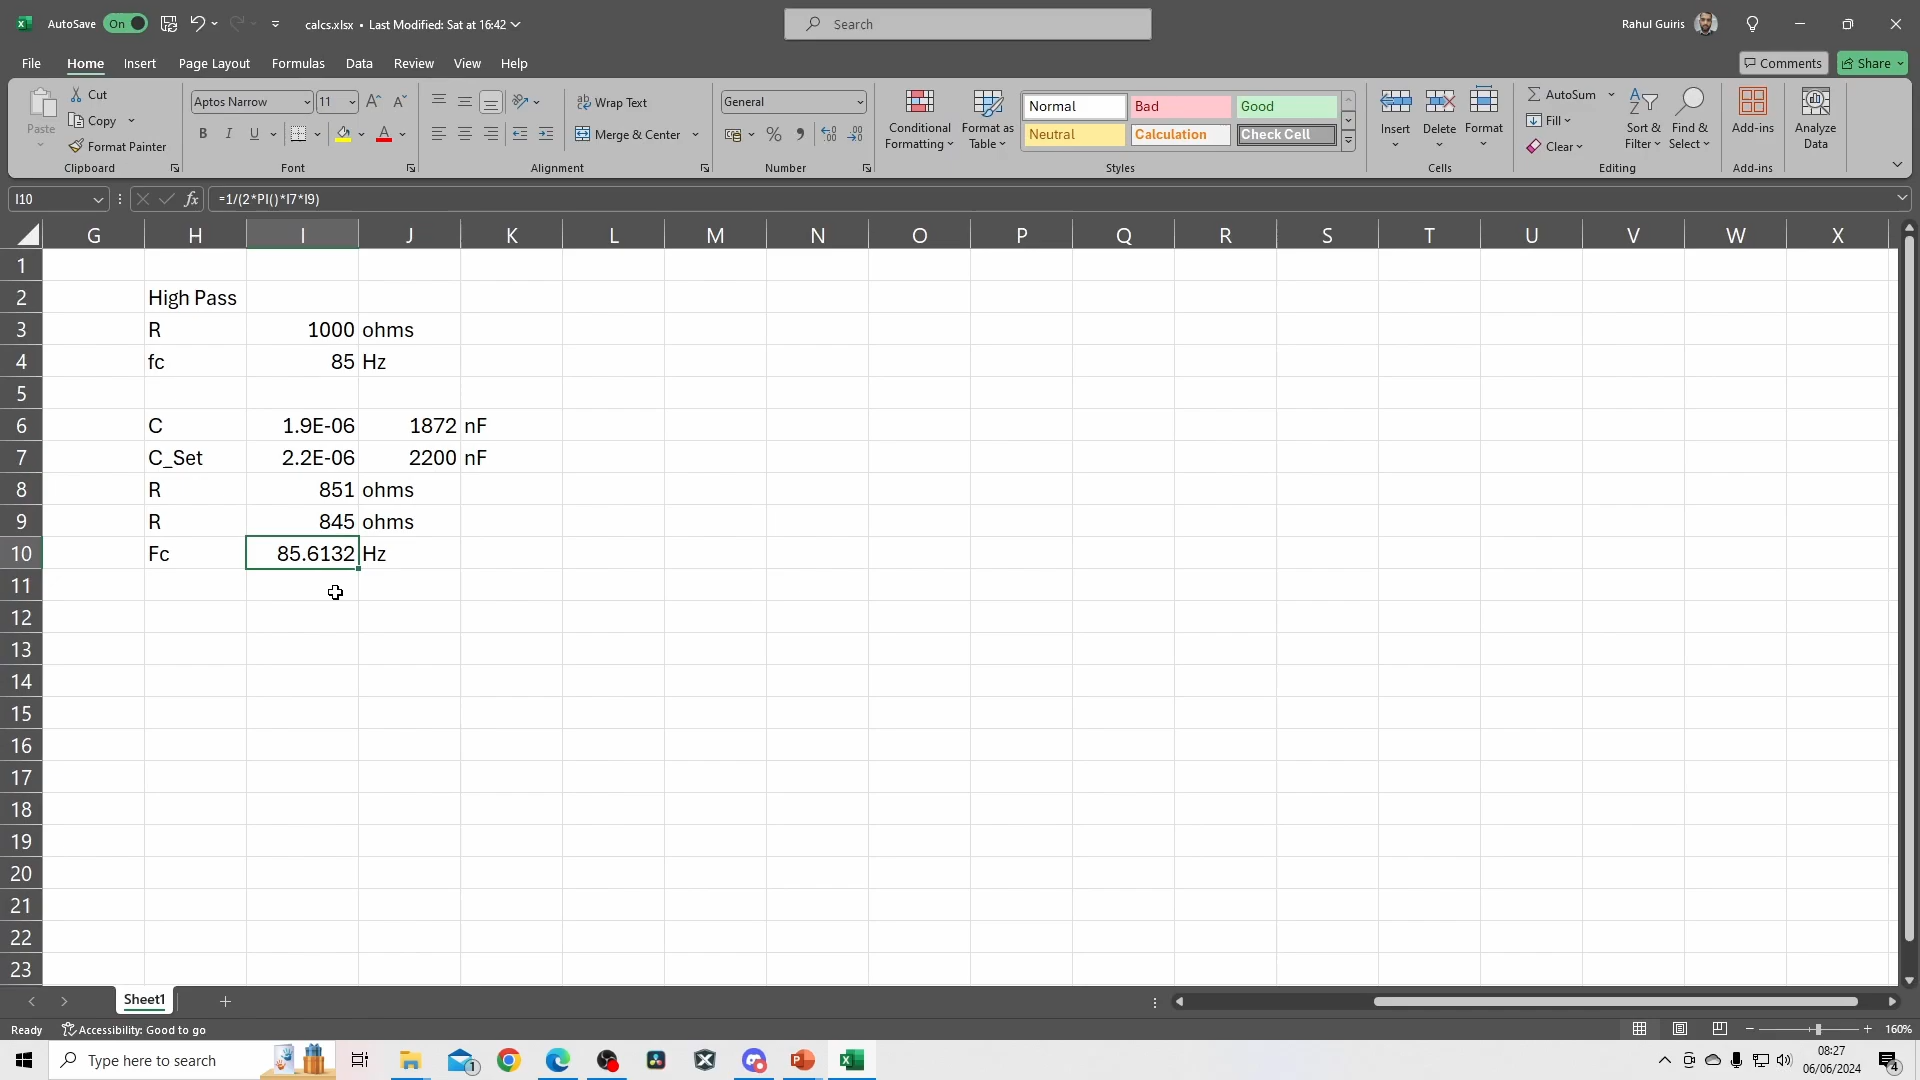 AutoSave On calcs.xlsx • Last Modified: Sat at 16:42 Search Rahul Guiris
File Home Insert Page Layout Formulas Data Review View Help Comments Share
Paste Cut Copy Format Painter Clipboard
Aptos Narrow 11 B I U A Font
Wrap Text Merge & Center Alignment
General % , Number
Conditional Formatting Format as Table
Normal Bad Good
Neutral Calculation Check Cell
Styles
Insert Delete Format Cells
AutoSum Fill Clear Sort & Filter Find & Select Editing
Add-ins Add-ins
Analyze Data
I10 fx =1/(2*PI()*I7*I9)
G H I J K L M N O P Q R S T U V W X
1
2 High Pass
3 R 1000 ohms
4 fc 85 Hz
5
6 C 1.9E-06 1872 nF
7 C_Set 2.2E-06 2200 nF
8 R 851 ohms
9 R 845 ohms
10 Fc 85.6132 Hz
11
12
13
14
15
16
17
18
19
20
21
22
23
Sheet1
Ready Accessibility: Good to go 160%
Type here to search 1 08:27
06/06/2024 4